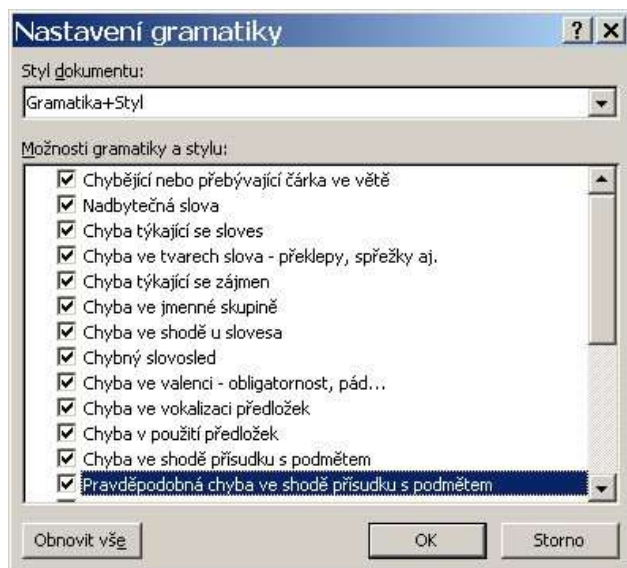 Nastavení gramatiky
Styl dokumentu:
Gramatika+Styl
Možnosti gramatiky a stylu:
Chybějící nebo přebývající čárka ve větě
Nadbytečná slova
Chyba týkající se sloves
Chyba ve tvarech slova - překlepy, spřežky aj.
Chyba týkající se zájmen
Chyba ve jmenné skupině
Chyba ve shodě u slovesa
Chybný slovosled
Chyba ve valenci - obligatornost, pád...
Chyba ve vokalizaci předložek
Chyba v použití předložek
Chyba ve shodě přísudku s podmětem
Pravděpodobná chyba ve shodě přísudku s podmětem
Obnovit vše OK Storno